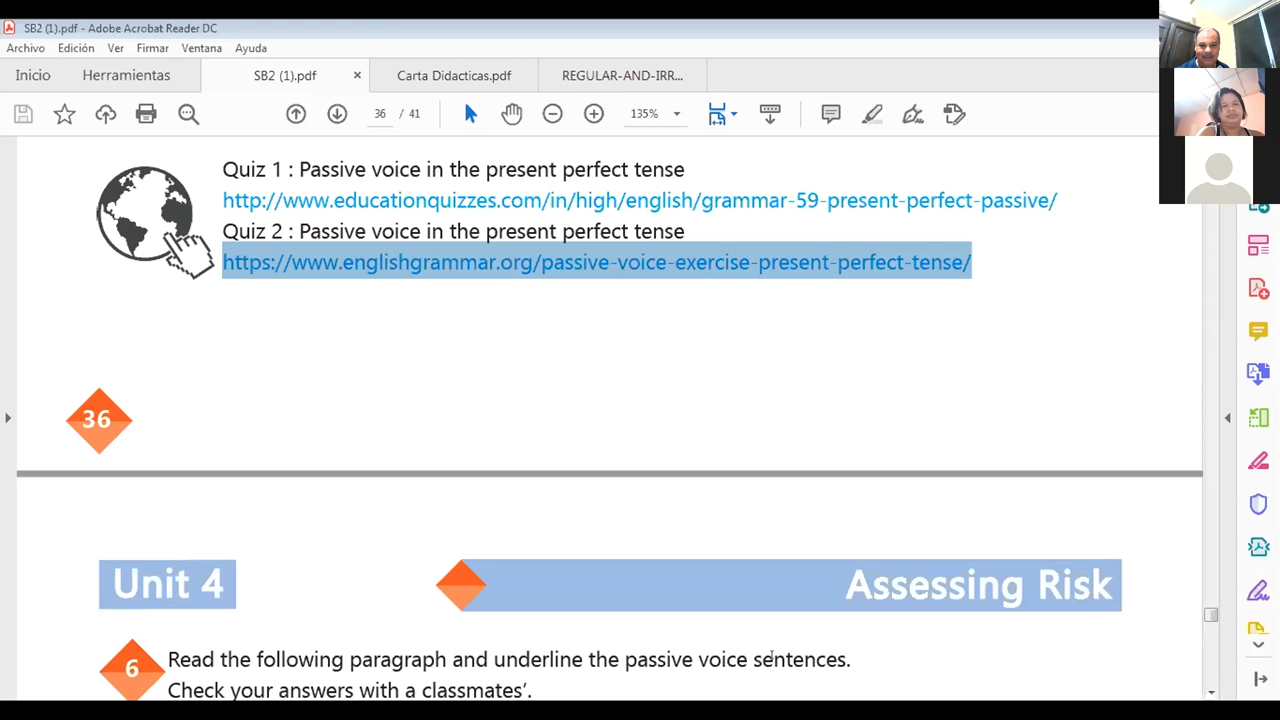 SB2 (1).pdf - Adobe Acrobat Reader DC
Archivo Edición Ver Firmar Ventana Ayuda
Inicio Herramientas SB2 (1).pdf × Carta Didacticas.pdf REGULAR-AND-IRR...
36 / 41 135%
Quiz 1 : Passive voice in the present perfect tense
http://www.educationquizzes.com/in/high/english/grammar-59-present-perfect-passive/
Quiz 2 : Passive voice in the present perfect tense
https://www.englishgrammar.org/passive-voice-exercise-present-perfect-tense/
36
Unit 4 Assessing Risk
6 Read the following paragraph and underline the passive voice sentences.
Check your answers with a classmates’.